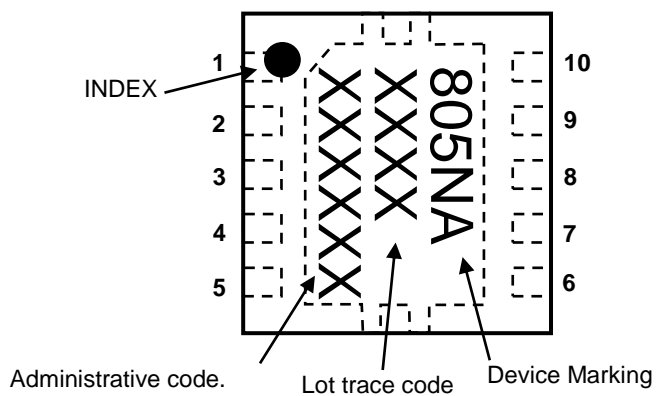 1
INDEX
2
3
4
5
10
9
8
7
6
XXXXXX
XXXX
805NA
Administrative code.
Lot trace code
Device Marking